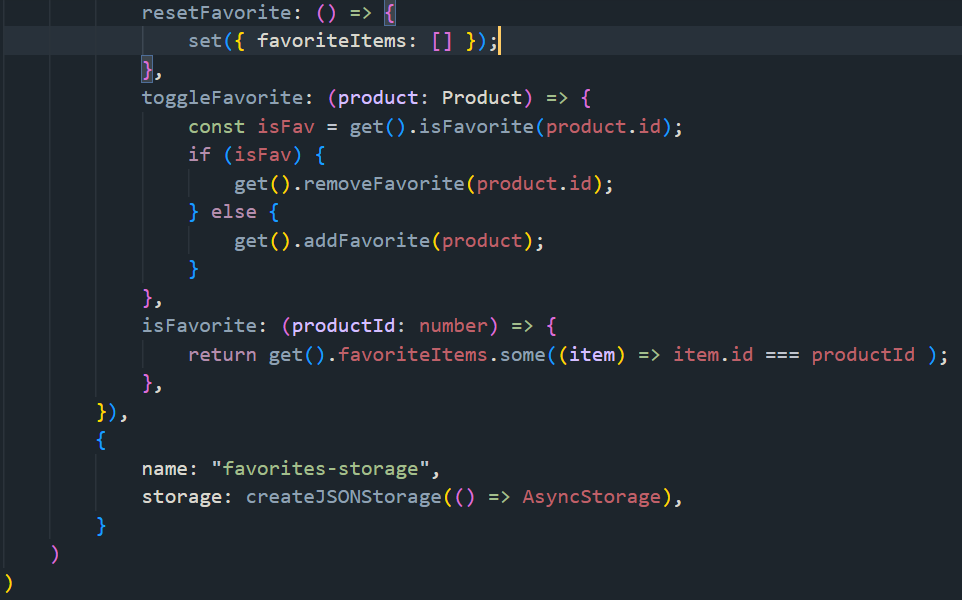 resetFavorite: () => {
set({ favoriteItems: [] });
},
toggleFavorite: (product: Product) => {
const isFav = get().isFavorite(product.id);
if (isFav) {
get().removeFavorite(product.id);
} else {
get().addFavorite(product);
}
},
isFavorite: (productId: number) => {
return get().favoriteItems.some((item) => item.id === productId );
},
}),
{
name: "favorites-storage",
storage: createJSONStorage(() => AsyncStorage),
}
)
)